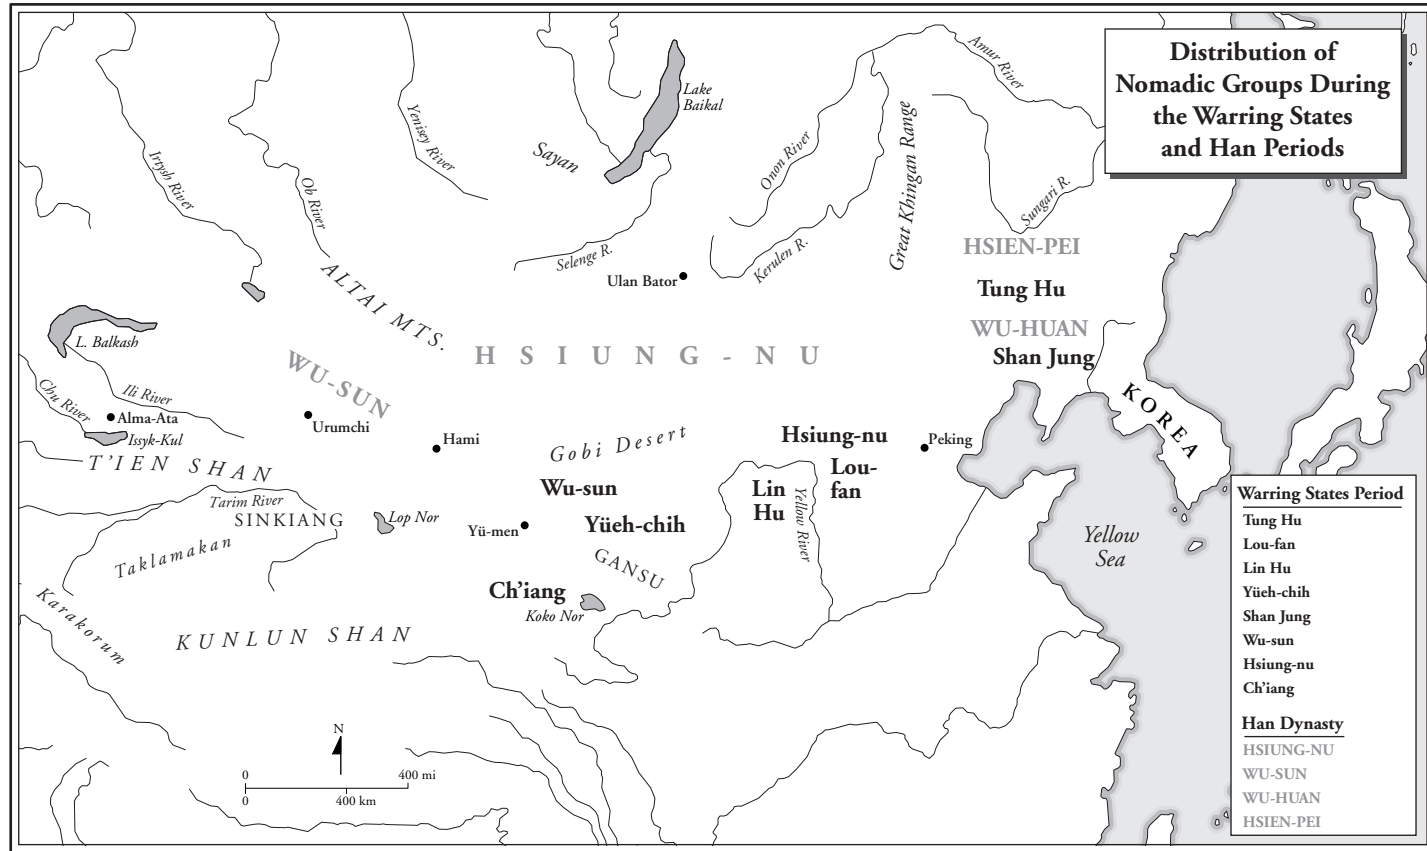 Distribution of
Nomadic Groups During
the Warring States
and Han Periods
Amur River
Lake
Baikal
Yenisey River
Sayan
Irtysh River
Ob River
Onon River
Great Khingan Range
Sungari R.
Selenge R.
Kerulen R.
HSIEN-PEI
Ulan Bator
Tung Hu
ALTAI MTS.
WU-HUAN
L. Balkash
HSIUNG-NU
Shan Jung
WU-SUN
KOREA
Chu River
Ili River
Alma-Ata
Urumchi
Issyk-Kul
Hami
Gobi Desert
Hsiung-nu
Peking
T'IEN SHAN
Lou-
fan
Wu-sun
Lin
Hu
Yellow River
Tarim River
SINKIANG
Lop Nor
Yü-men
Yüeh-chih
Yellow
Sea
Taklamakan
GANSU
Ch'iang
Koko Nor
Karakorum
KUNLUN SHAN
N
0
400 mi
0
400 km
Warring States Period
Tung Hu
Lou-fan
Lin Hu
Yüeh-chih
Shan Jung
Wu-sun
Hsiung-nu
Ch'iang
Han Dynasty
HSIUNG-NU
WU-SUN
WU-HUAN
HSIEN-PEI